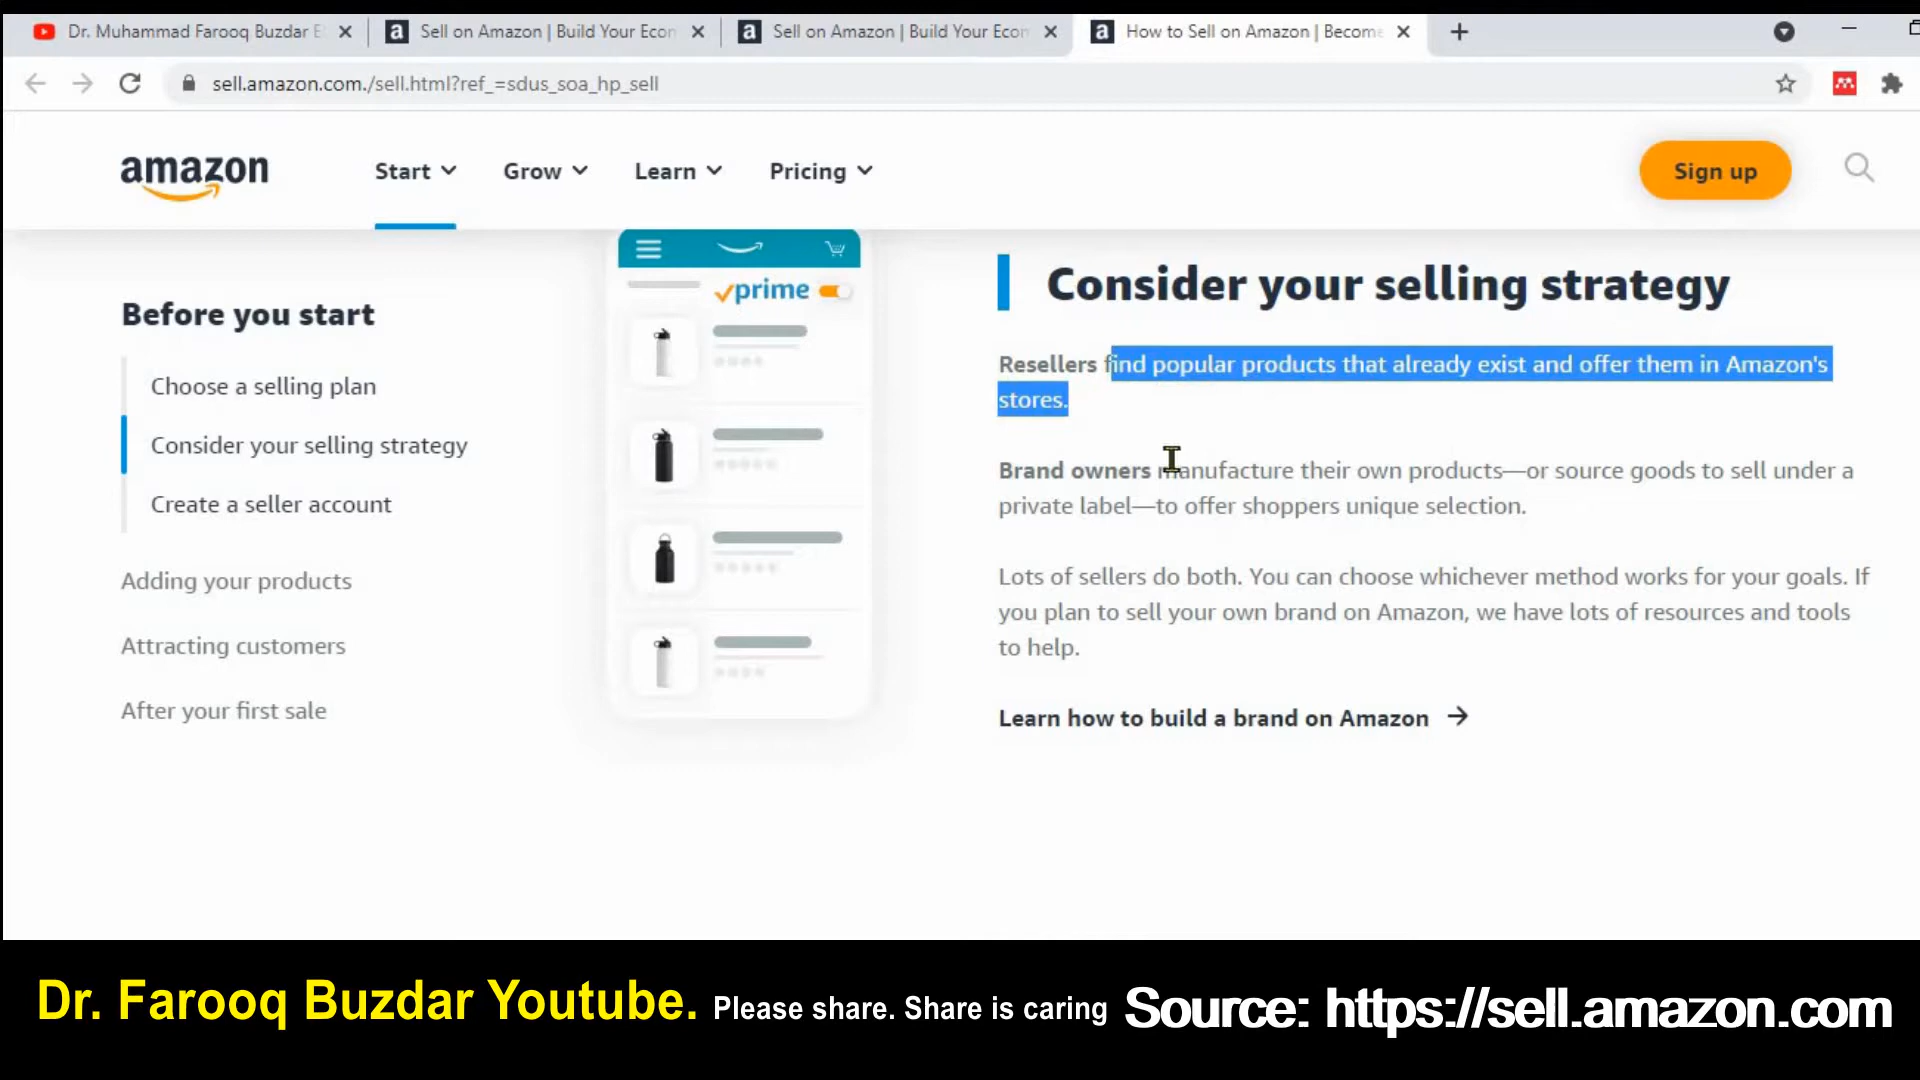 Dr. Muhammad Farooq Buzdar E
Sell on Amazon | Build Your Econ
Sell on Amazon | Build Your Econ
How to Sell on Amazon | Become
sell.amazon.com./sell.html?ref_=sdus_soa_hp_sell
amazon
Start
Grow
Learn
Pricing
Sign up
Before you start
Choose a selling plan
Consider your selling strategy
Create a seller account
Adding your products
Attracting customers
After your first sale
prime
Consider your selling strategy
Resellers find popular products that already exist and offer them in Amazon's
stores.
Brand owners manufacture their own products—or source goods to sell under a
private label—to offer shoppers unique selection.
Lots of sellers do both. You can choose whichever method works for your goals. If
you plan to sell your own brand on Amazon, we have lots of resources and tools
to help.
Learn how to build a brand on Amazon →
Dr. Farooq Buzdar Youtube. Please share. Share is caring Source: https://sell.amazon.com